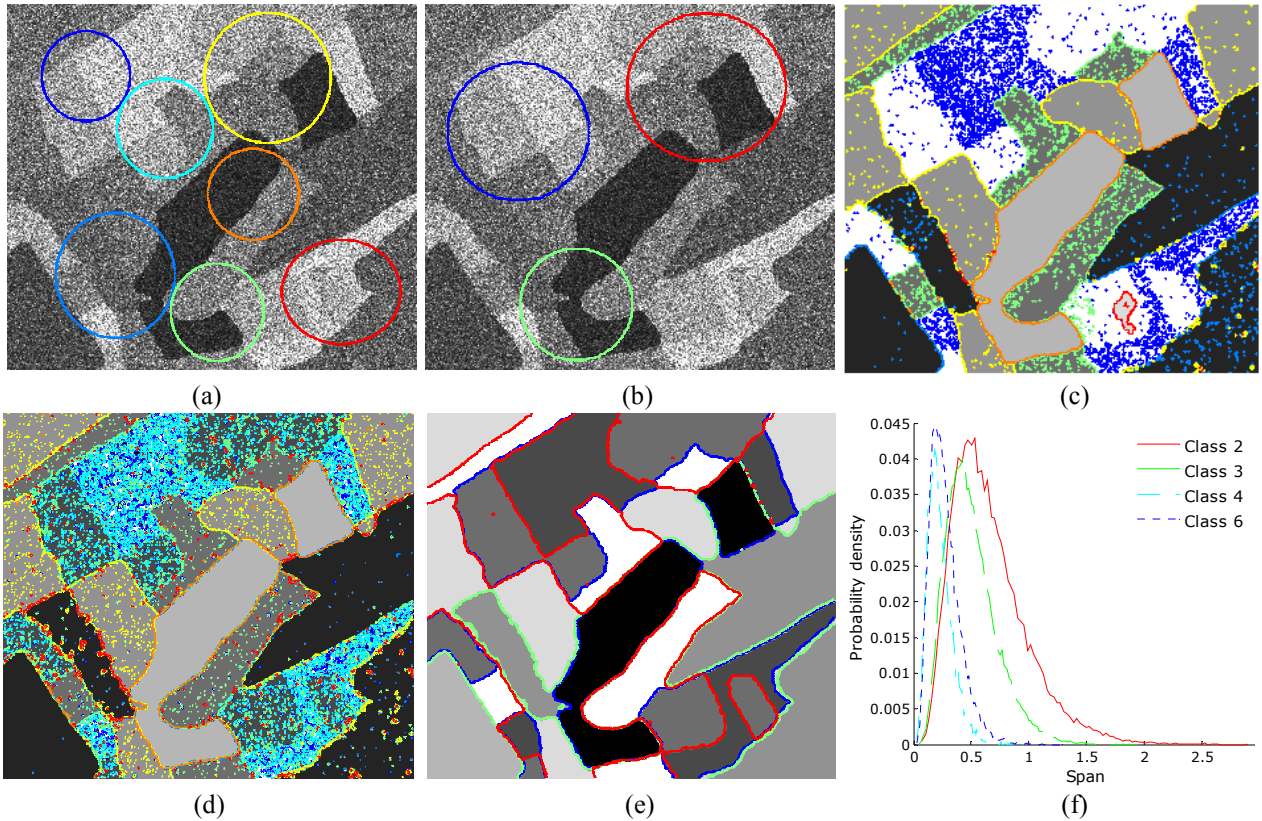 (a)
(b)
(c)
(d)
(e)
0.045
0.04
0.035
0.03
0.025
0.02
0.015
0.01
0.005
0
Probability density
Class 2
Class 3
Class 4
Class 6
0 0.5 1 1.5 2 2.5
Span
(f)